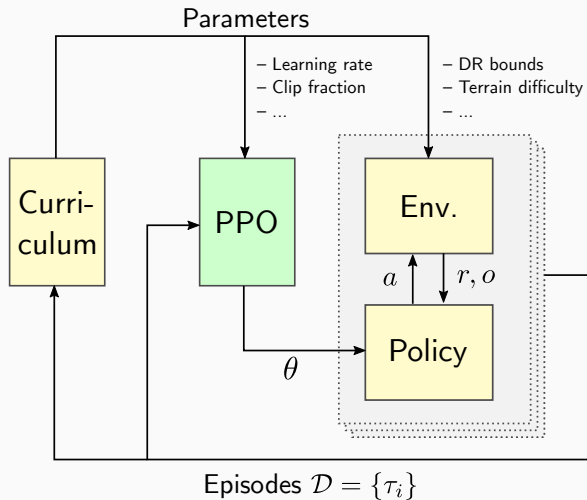 Parameters
– Learning rate
– Clip fraction
– ...
– DR bounds
– Terrain difficulty
– ...
Curri-
culum
PPO
Env.
a
r, o
Policy
θ
Episodes 𝒟 = {τᵢ}